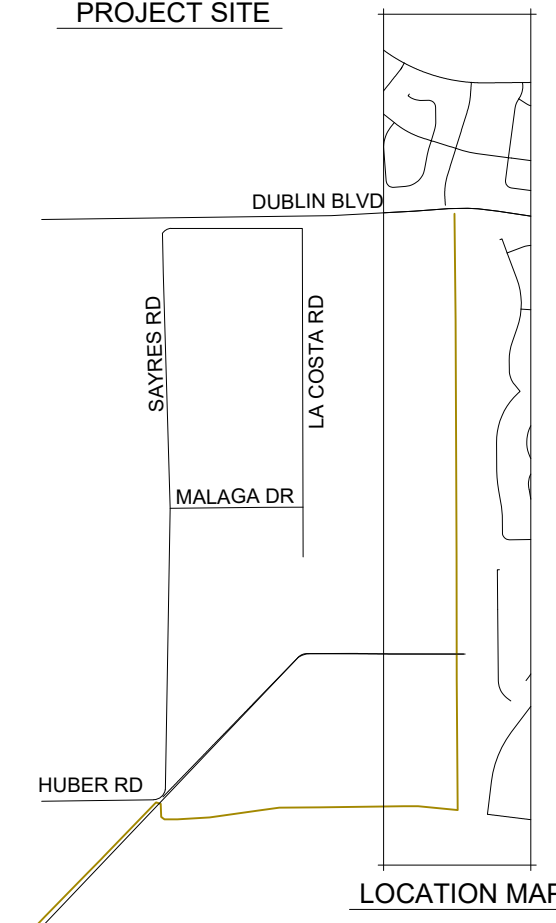 PROJECT SITE
DUBLIN BLVD
SAYRES RD
LA COSTA RD
MALAGA DR
HUBER RD
LOCATION MAP